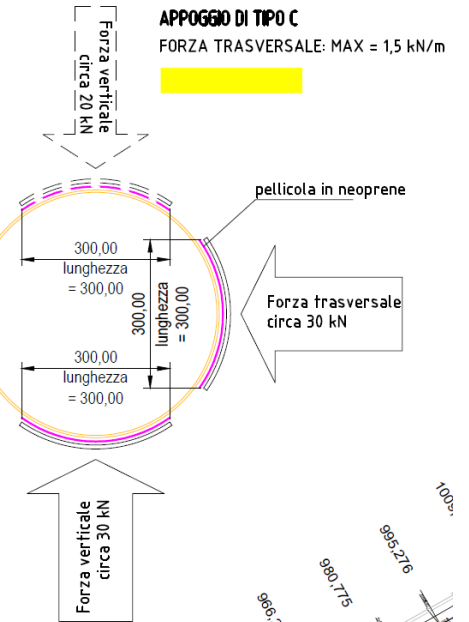 APPOGGIO DI TIPO C
FORZA TRASVERSALE: MAX = 1,5 kN/m
Forza verticale
circa 20 kN
pellicola in neoprene
300,00
lunghezza
= 300,00
300,00
lunghezza
= 300,00
Forza trasversale
circa 30 kN
300,00
lunghezza
= 300,00
Forza verticale
circa 30 kN
995,276
980,775